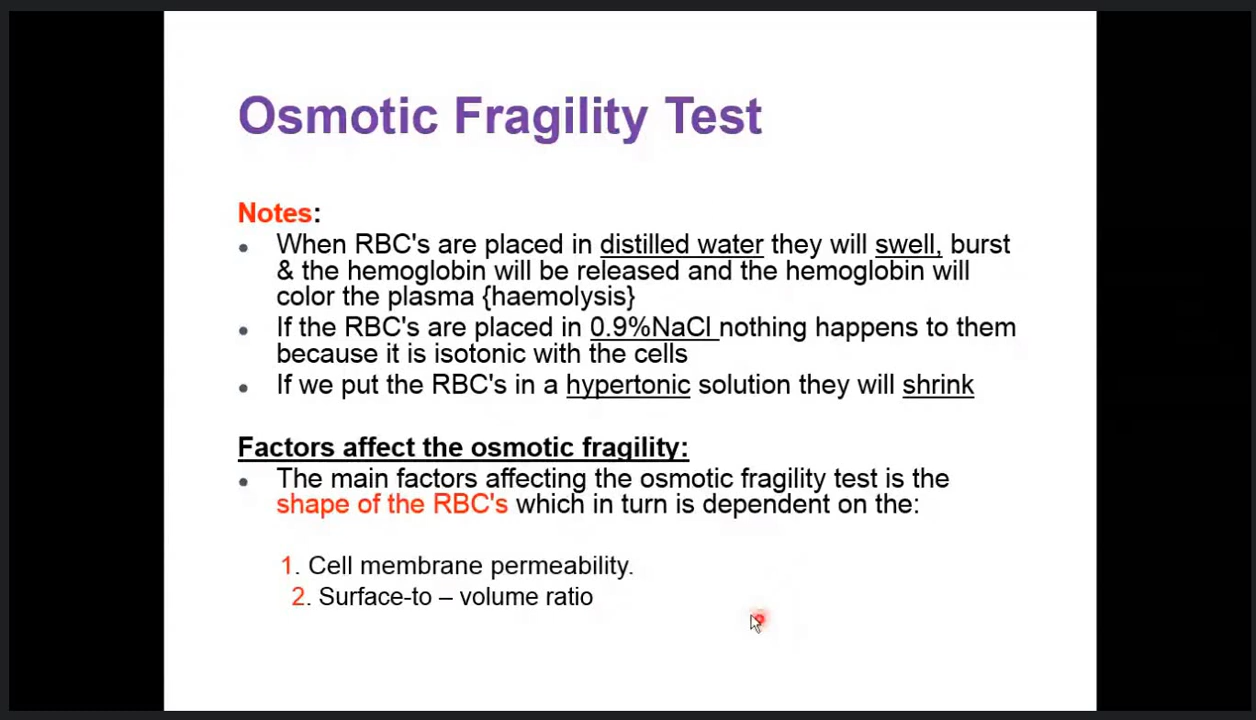 Osmotic Fragility Test
Notes:
• When RBC's are placed in distilled water they will swell, burst
& the hemoglobin will be released and the hemoglobin will
color the plasma {haemolysis}
• If the RBC's are placed in 0.9%NaCl nothing happens to them
because it is isotonic with the cells
• If we put the RBC's in a hypertonic solution they will shrink
Factors affect the osmotic fragility:
• The main factors affecting the osmotic fragility test is the
shape of the RBC's which in turn is dependent on the:
1. Cell membrane permeability.
2. Surface-to – volume ratio